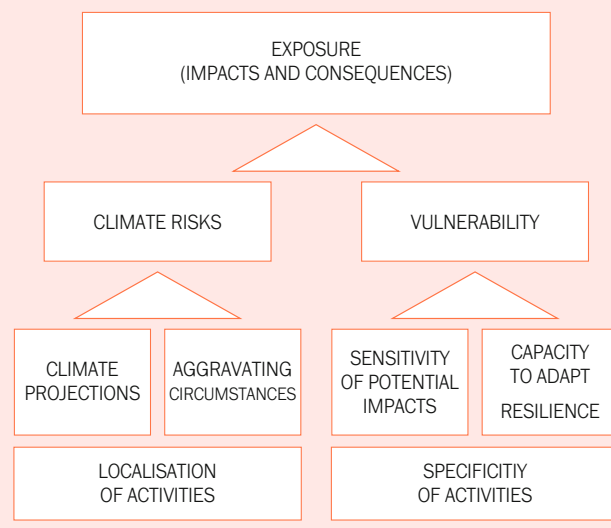 EXPOSURE
(IMPACTS AND CONSEQUENCES)
CLIMATE RISKS
VULNERABILITY
CLIMATE
PROJECTIONS
AGGRAVATING
CIRCUMSTANCES
SENSITIVITY
OF POTENTIAL
IMPACTS
CAPACITY
TO ADAPT
RESILIENCE
LOCALISATION
OF ACTIVITIES
SPECIFICITIY
OF ACTIVITIES